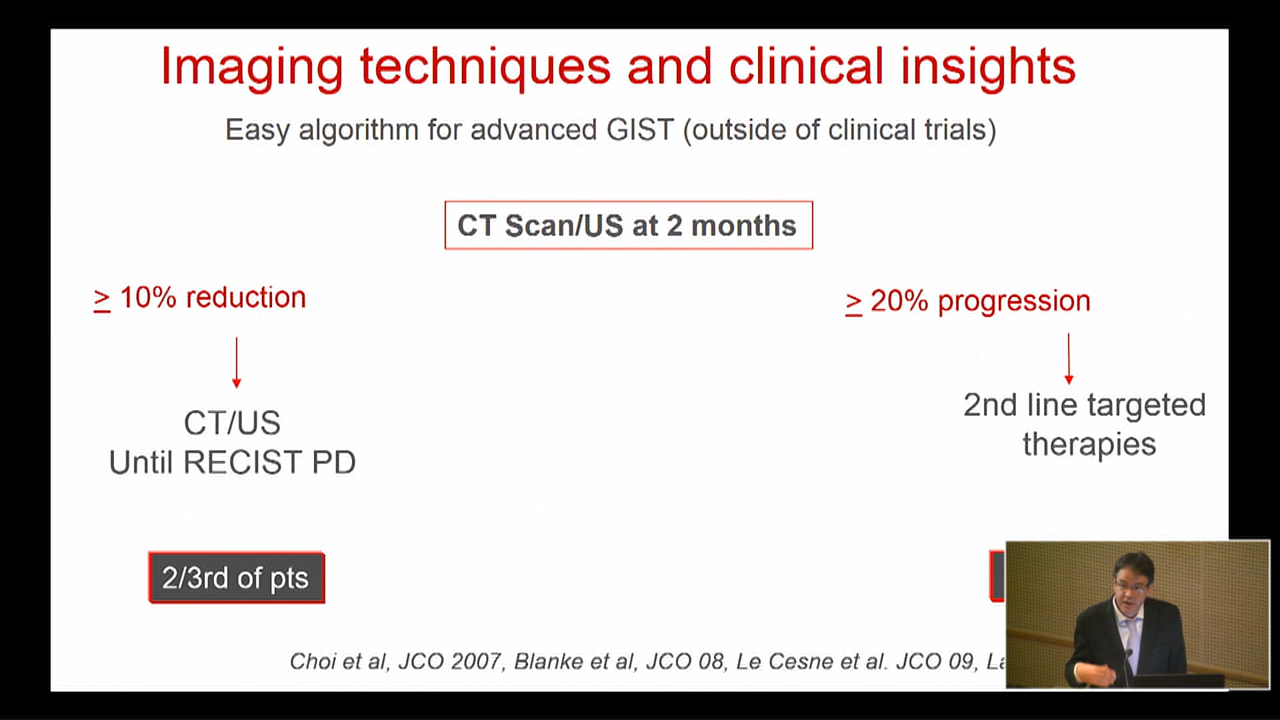 Imaging techniques and clinical insights
Easy algorithm for advanced GIST (outside of clinical trials)
CT Scan/US at 2 months
≥ 10% reduction
≥ 20% progression
CT/US
Until RECIST PD
2nd line targeted
therapies
2/3rd of pts
Choi et al, JCO 2007, Blanke et al, JCO 08, Le Cesne et al. JCO 09,